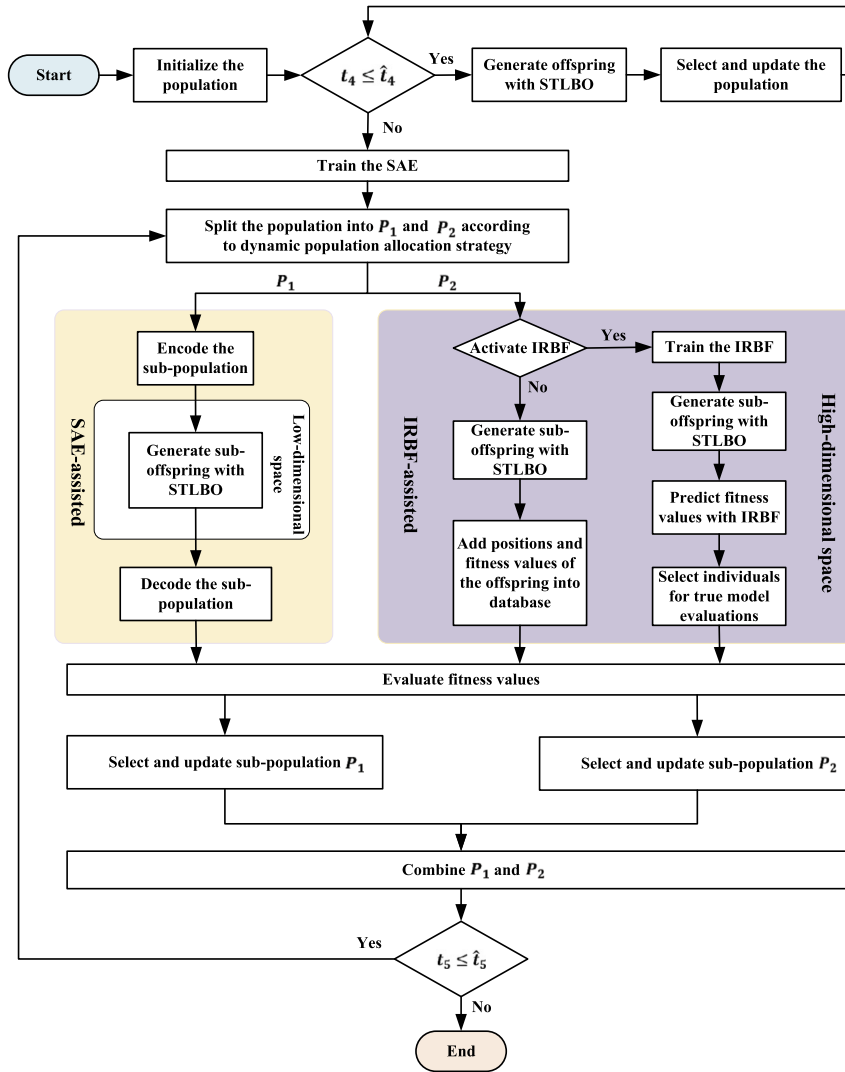 Start
Initialize the
population
t₄ ≤ t̂₄
Yes
Generate offspring
with STLBO
Select and update the
population
No
Train the SAE
Split the population into P₁ and P₂ according
to dynamic population allocation strategy
P₁
P₂
SAE-assisted
Encode the
sub-population
Low-dimensional
space
Generate sub-
offspring with
STLBO
Decode the sub-
population
IRBF-assisted
Activate IRBF
Yes
No
Generate sub-
offspring with
STLBO
Add positions and
fitness values of
the offspring into
database
Train the IRBF
Generate sub-
offspring with
STLBO
Predict fitness
values with IRBF
Select individuals
for true model
evaluations
High-dimensional space
Evaluate fitness values
Select and update sub-population P₁
Select and update sub-population P₂
Combine P₁ and P₂
Yes
t₅ ≤ t̂₅
No
End